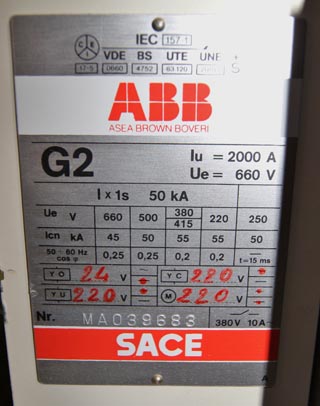 IEC 157-1
VDE BS UTE UNE
0660 4752 63120
ABB
ASEA BROWN BOVERI
G2
Iu = 2000 A
Ue = 660 V
I x 1s 50 kA
Ue V 660 500 380/415 220 250
Icn kA 45 50 55 55 50
50-60 Hz cos φ 0,25 0,25 0,2 0,2 t=15 ms
YO 24 V YC 220 V
YU 220 V M 220 V
Nr. MA039683 380V 10A~
SACE